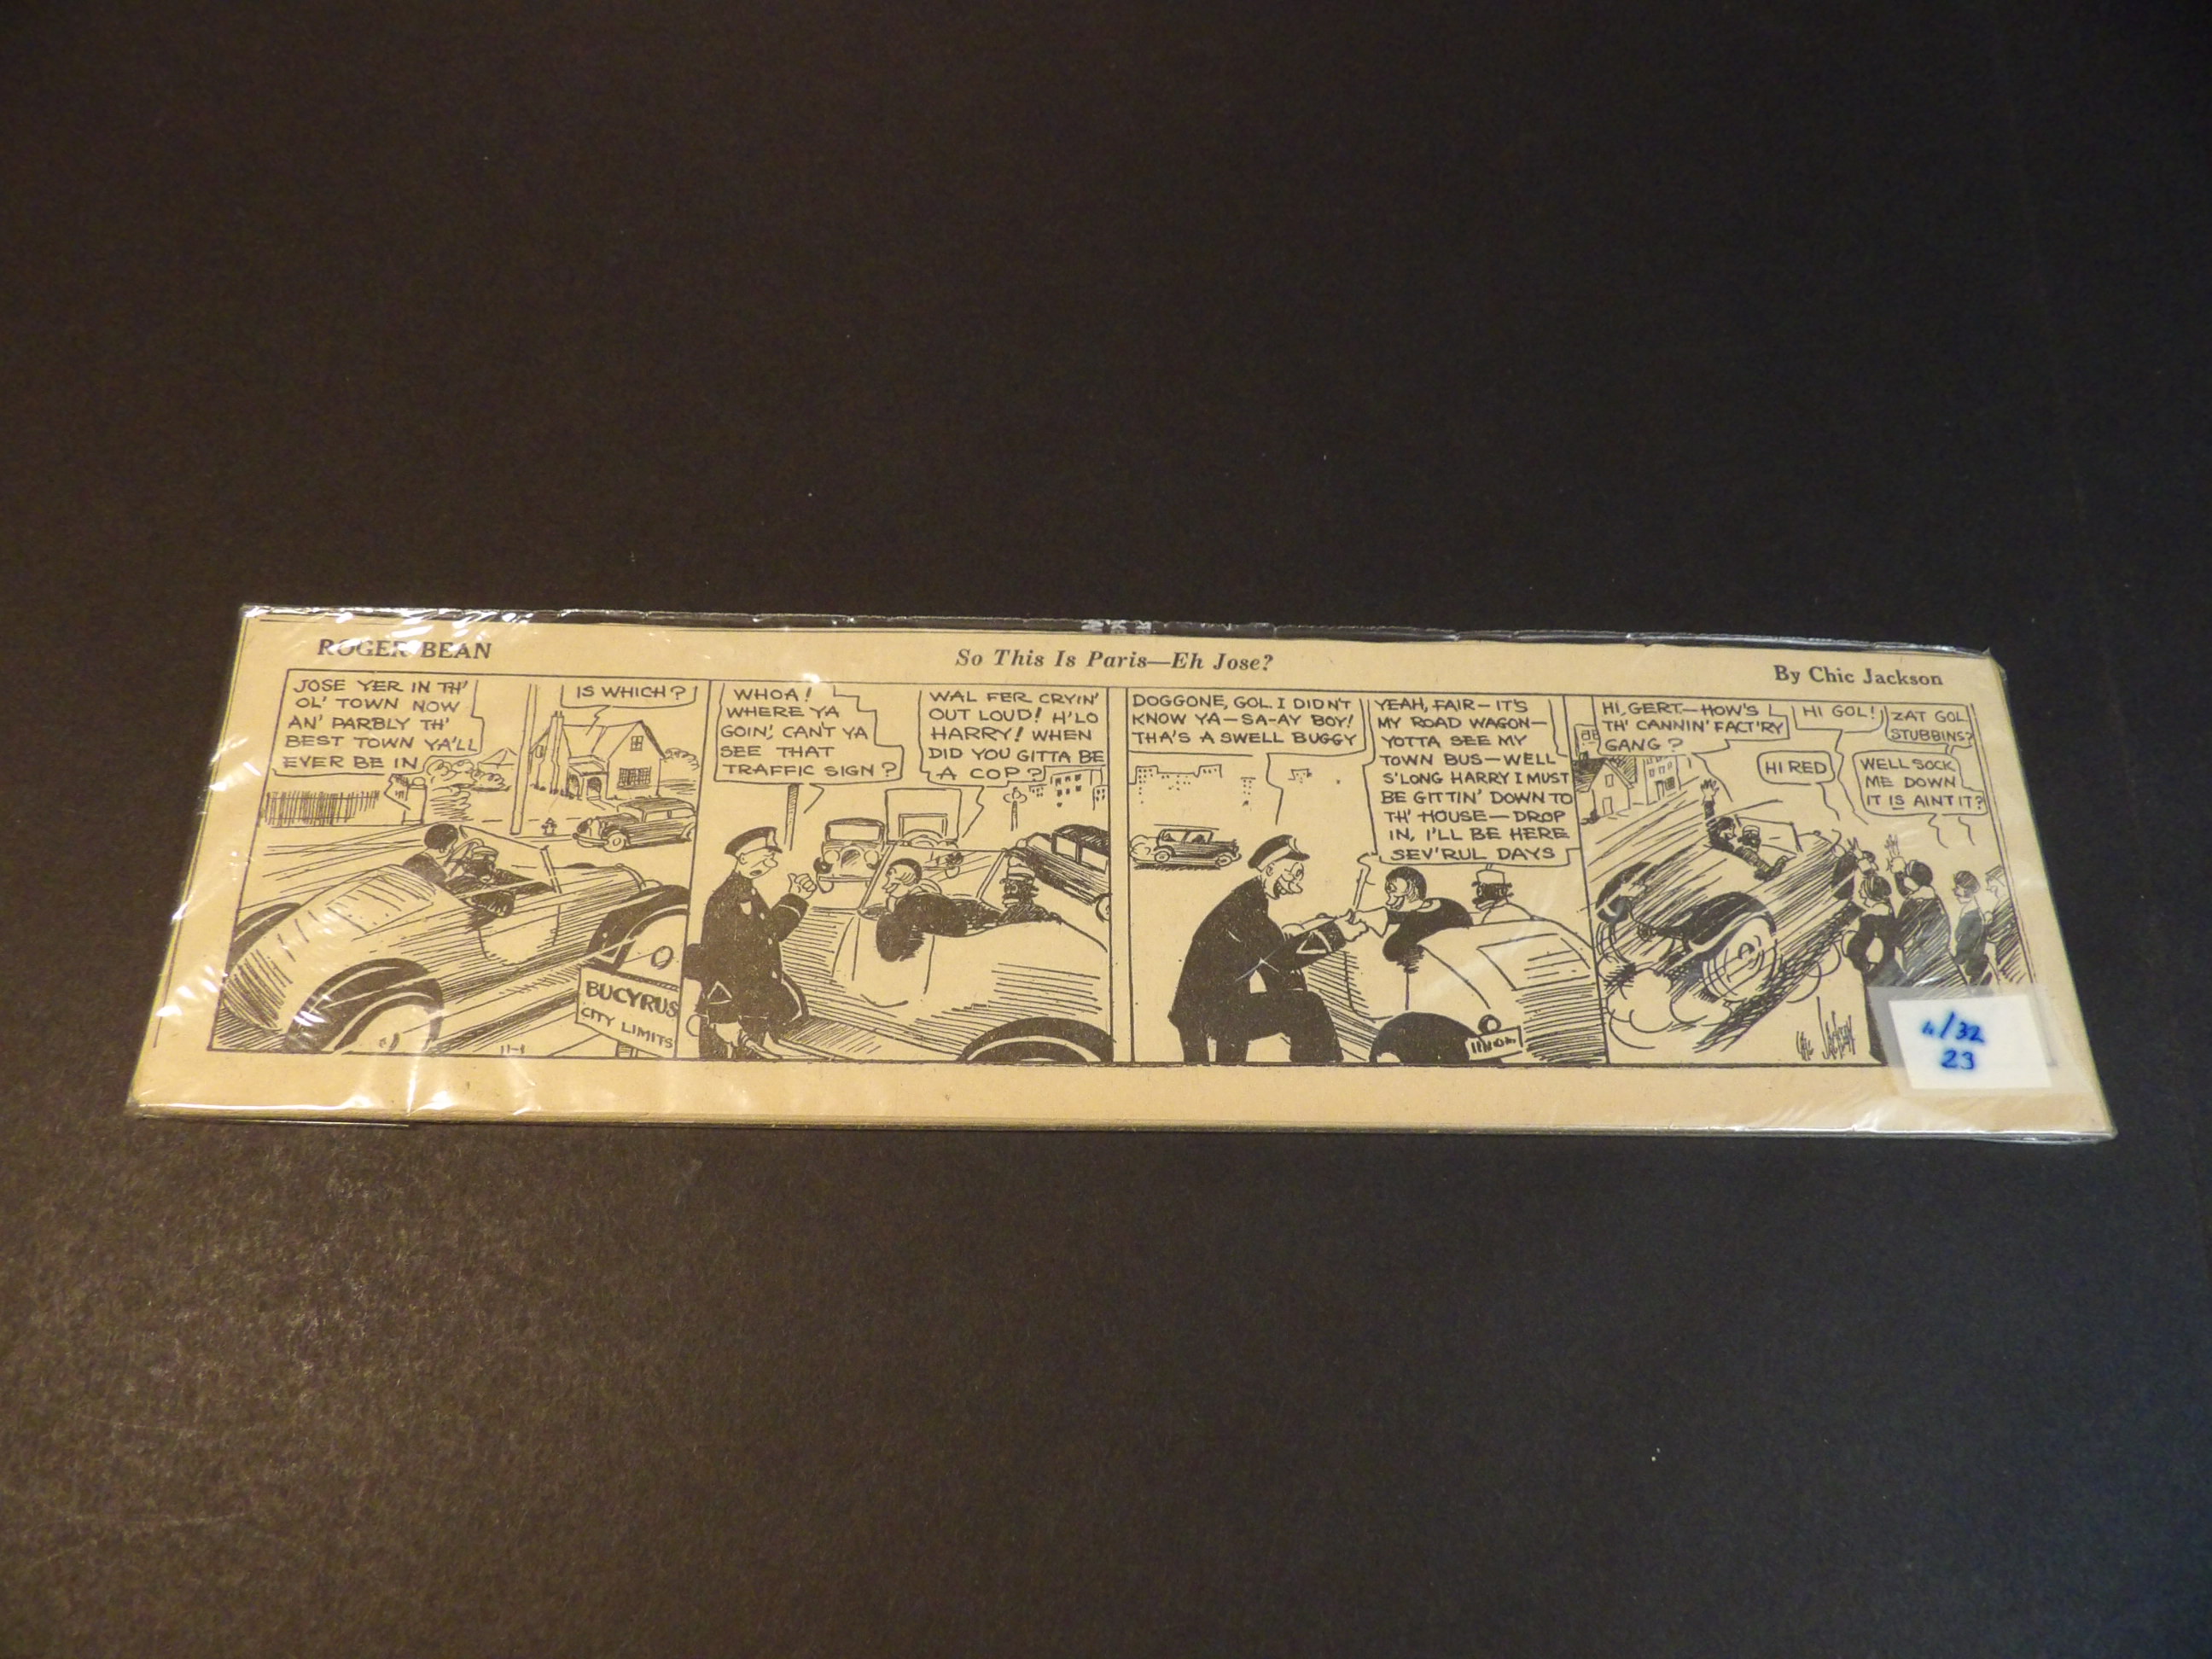 ROGER BEAN
So This Is Paris—Eh Jose?
By Chic Jackson
JOSE YER IN TH'
OL' TOWN NOW
AN' PARBLY TH'
BEST TOWN YA'LL
EVER BE IN
IS WHICH?
BUCYRUS
CITY LIMITS
11-1
WHOA!
WHERE YA
GOIN', CAN'T YA
SEE THAT
TRAFFIC SIGN?
WAL FER CRYIN'
OUT LOUD! H'LO
HARRY! WHEN
DID YOU GITTA BE
A COP?
DOGGONE, GOL. I DIDN'T
KNOW YA—SA-AY BOY!
THA'S A SWELL BUGGY
YEAH, FAIR—IT'S
MY ROAD WAGON—
YOTTA SEE MY
TOWN BUS—WELL
S'LONG HARRY I MUST
BE GITTIN' DOWN TO
TH' HOUSE—DROP
IN, I'LL BE HERE
SEV'RUL DAYS
HI, GERT—HOW'S
TH' CANNIN' FACT'RY
GANG?
HI GOL!
ZAT GOL
STUBBINS?
HI RED
WELL SOCK
ME DOWN
IT IS AINT IT?
Chic Jackson
11/32
23